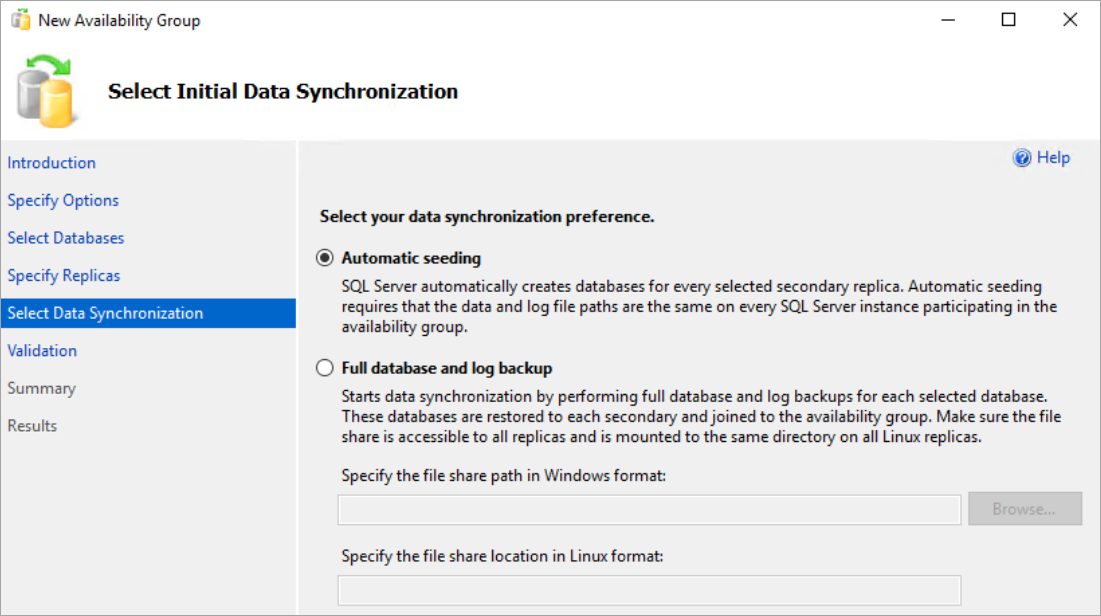 New Availability Group
Select Initial Data Synchronization
Introduction
Specify Options
Select Databases
Specify Replicas
Select Data Synchronization
Validation
Summary
Results
Help
Select your data synchronization preference.
Automatic seeding
SQL Server automatically creates databases for every selected secondary replica. Automatic seeding
requires that the data and log file paths are the same on every SQL Server instance participating in the
availability group.
Full database and log backup
Starts data synchronization by performing full database and log backups for each selected database.
These databases are restored to each secondary and joined to the availability group. Make sure the file
share is accessible to all replicas and is mounted to the same directory on all Linux replicas.
Specify the file share path in Windows format:
Browse...
Specify the file share location in Linux format: